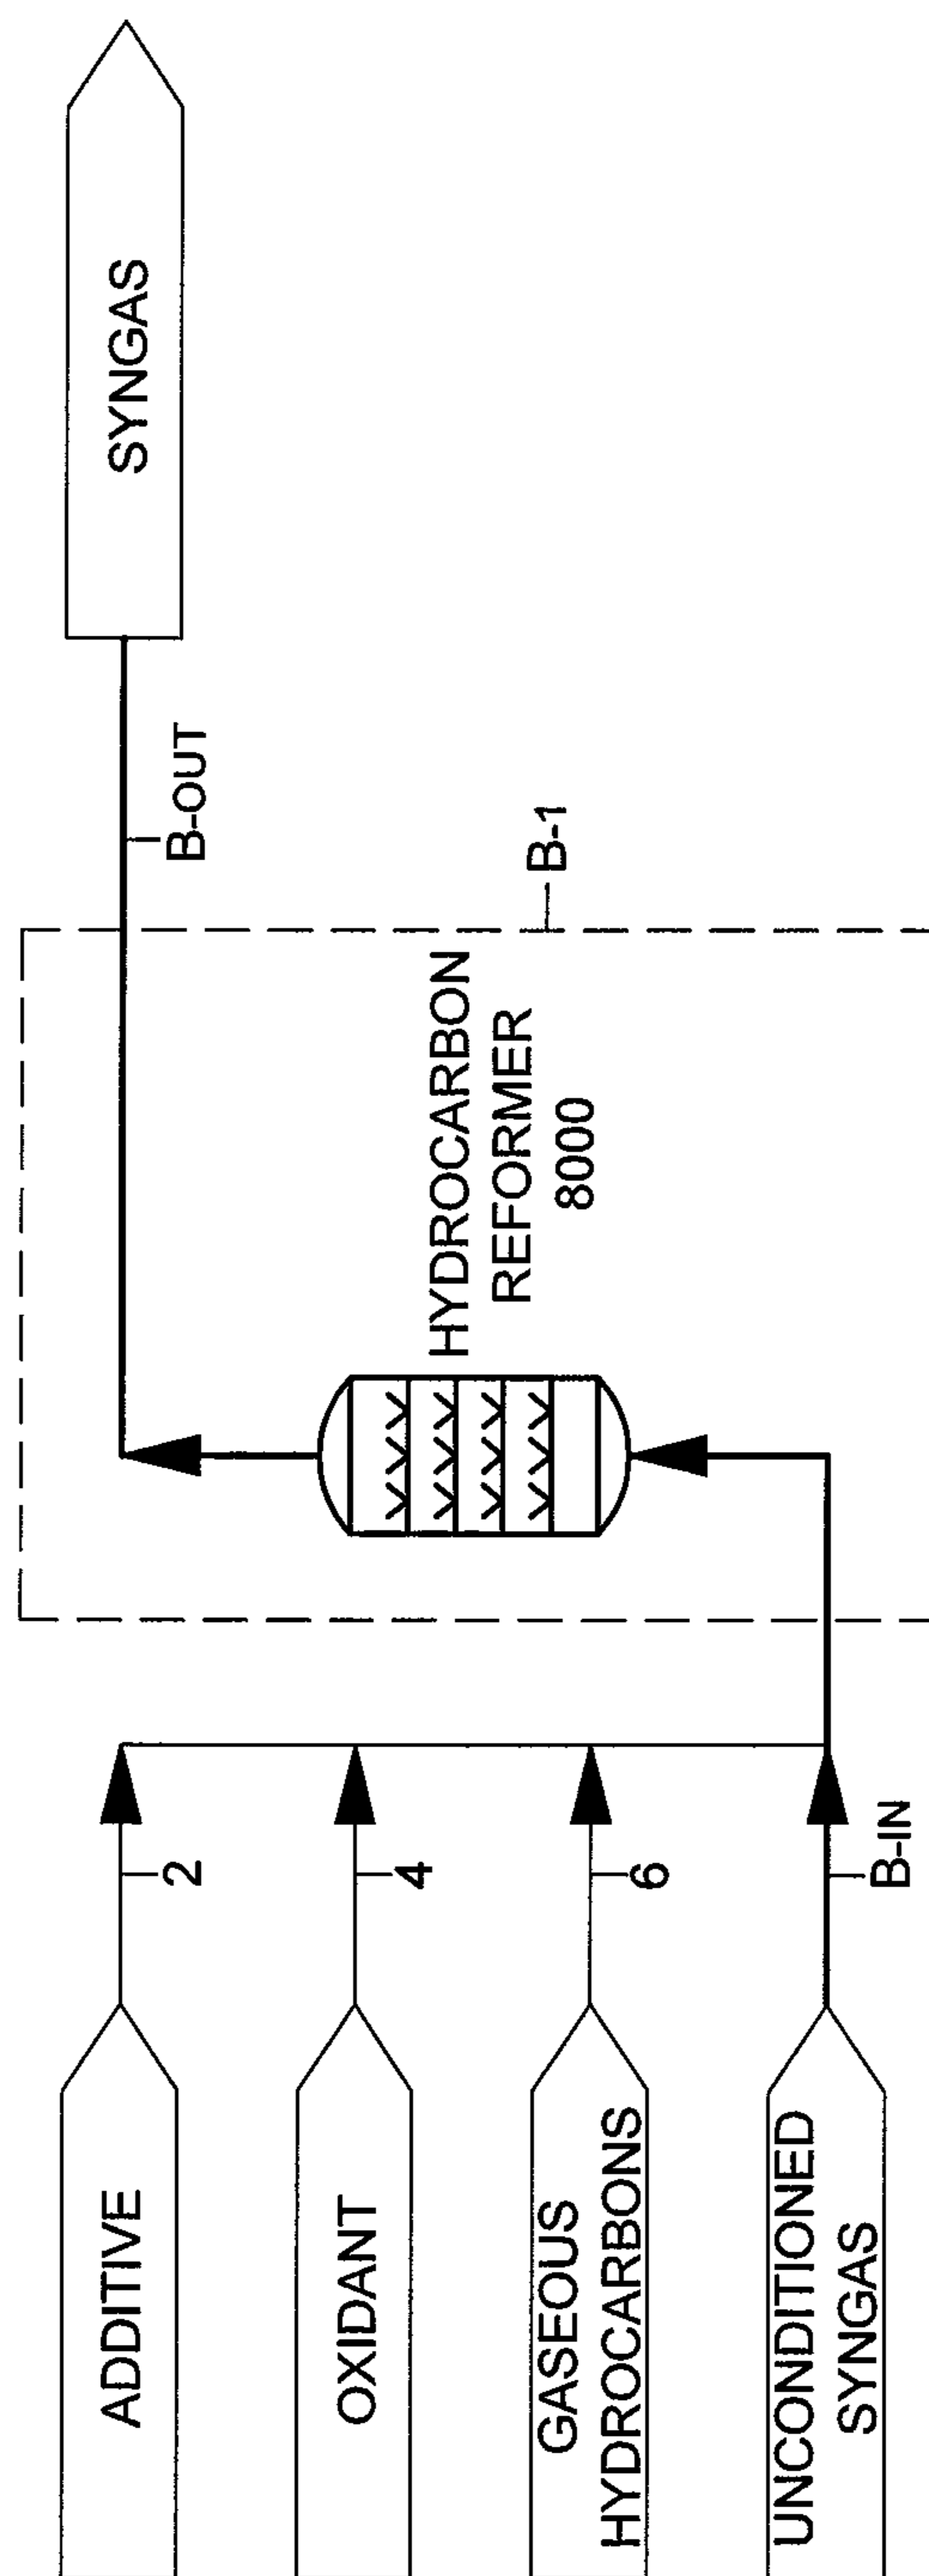 ADDITIVE
2
OXIDANT
4
GASEOUS
HYDROCARBONS
6
UNCONDITIONED
SYNGAS
B-IN
HYDROCARBON
REFORMER
8000
B-1
B-OUT
SYNGAS